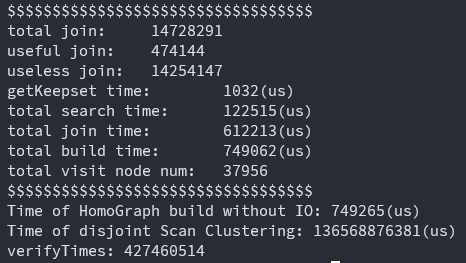 $$$$$$$$$$$$$$$$$$$$$$$$$$$$$$$$$$
total join: 14728291
useful join: 474144
useless join: 14254147
getKeepset time: 1032(us)
total search time: 122515(us)
total join time: 612213(us)
total build time: 749062(us)
total visit node num: 37956
$$$$$$$$$$$$$$$$$$$$$$$$$$$$$$$$$$
Time of HomoGraph build without IO: 749265(us)
Time of disjoint Scan Clustering: 136568876381(us)
verifyTimes: 427460514